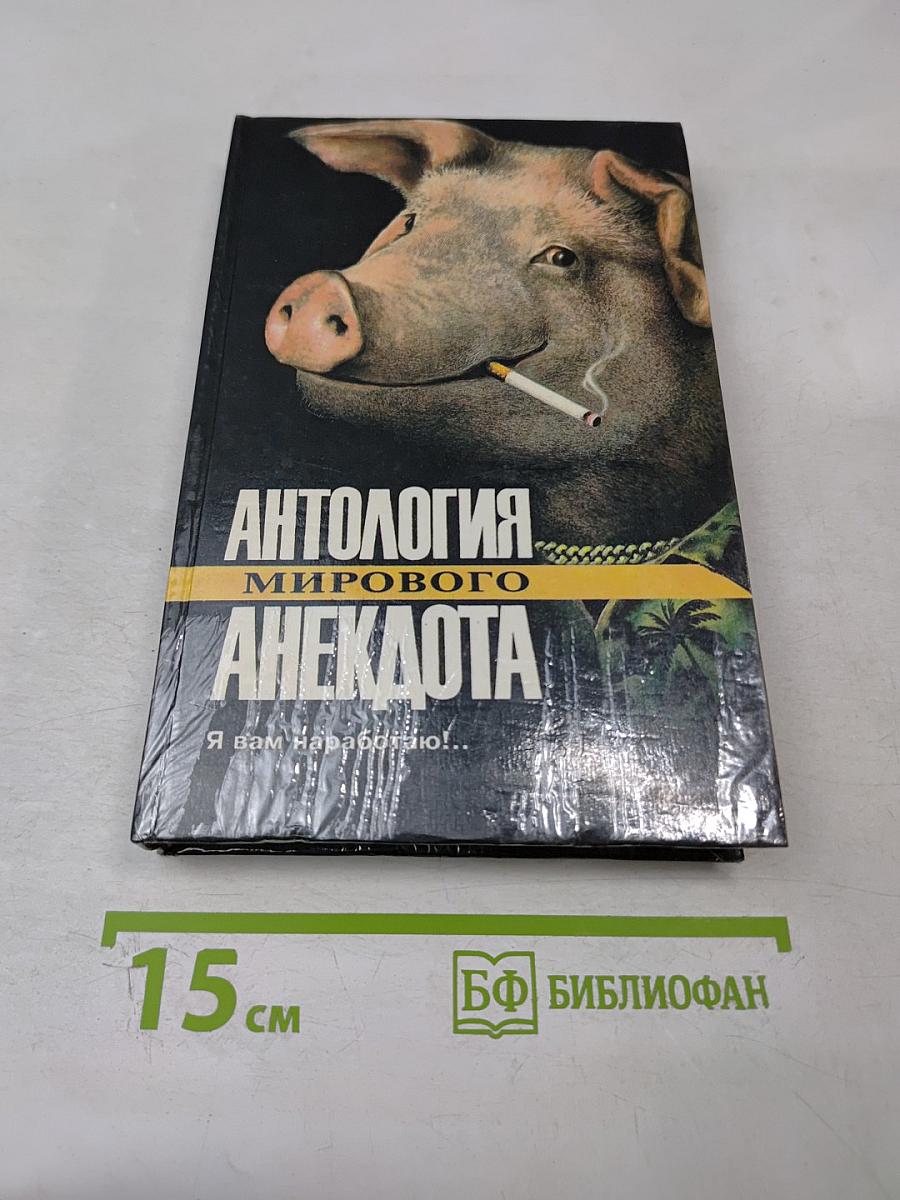 АНТОЛОГИЯ
МИРОВОГО
АНЕКДОТА
Я вам наработаю!..
15 см
БФ БИБЛИОФАН